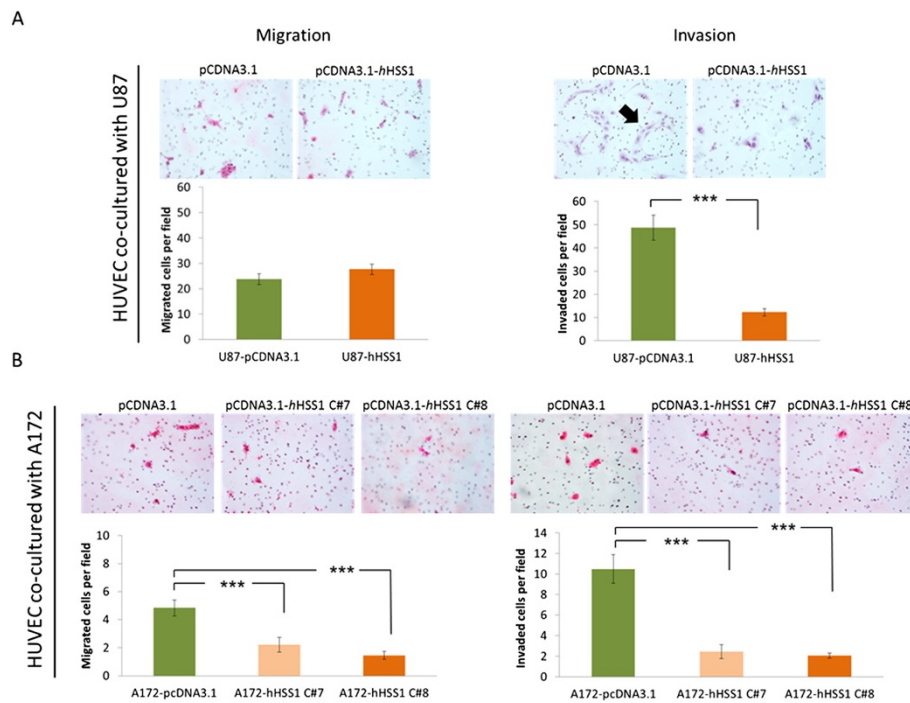 A
Migration
Invasion
HUVEC co-cultured with U87
pCDNA3.1
pCDNA3.1-hHSS1
pCDNA3.1
pCDNA3.1-hHSS1
Migrated cells per field
60
50
40
30
20
10
0
U87-pCDNA3.1
U87-hHSS1
Invaded cells per field
60
50
40
30
20
10
0
***
U87-pCDNA3.1
U87-hHSS1
B
HUVEC co-cultured with A172
pCDNA3.1
pCDNA3.1-hHSS1 C#7
pCDNA3.1-hHSS1 C#8
pCDNA3.1
pCDNA3.1-hHSS1 C#7
pCDNA3.1-hHSS1 C#8
Migrated cells per field
8
6
4
2
0
***
***
A172-pcDNA3.1
A172-hHSS1 C#7
A172-hHSS1 C#8
Invaded cells per field
14
12
10
8
6
4
2
0
***
***
A172-pcDNA3.1
A172-hHSS1 C#7
A172-hHSS1 C#8